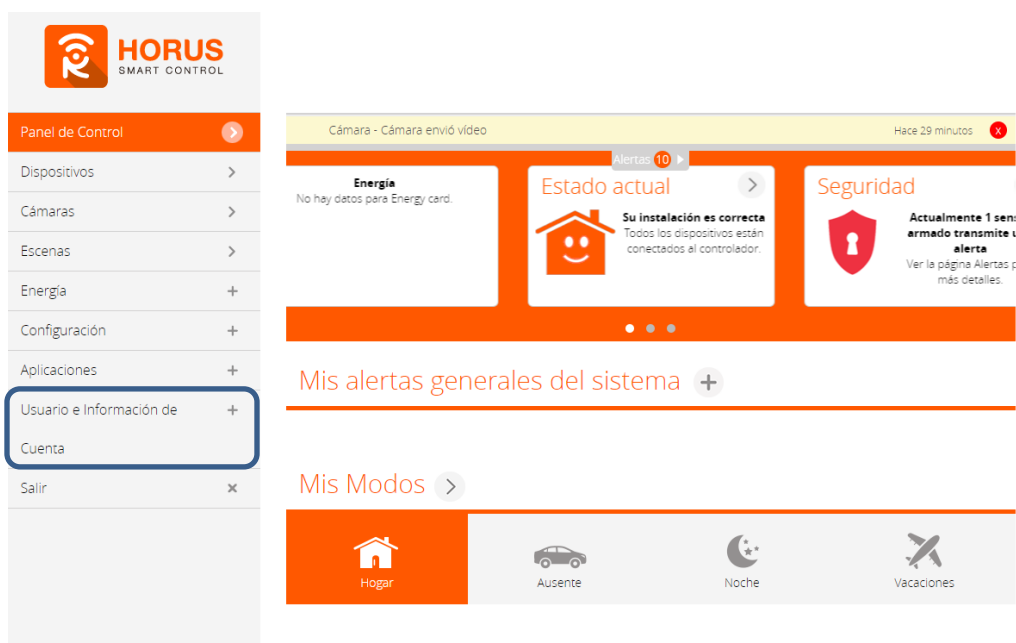 HORUS
SMART CONTROL
Panel de Control
Dispositivos
Cámaras
Escenas
Energía
Configuración
Aplicaciones
Usuario e Información de
Cuenta
Salir
Cámara - Cámara envió vídeo
Hace 29 minutos
x
Alertas 10
Energía
No hay datos para Energy card.
Estado actual
Su instalación es correcta
Todos los dispositivos están
conectados al controlador.
Seguridad
Actualmente 1
armado transmite
alerta
Ver la página Alertas
más detalles.
Mis alertas generales del sistema
Mis Modos
Hogar
Ausente
Noche
Vacaciones